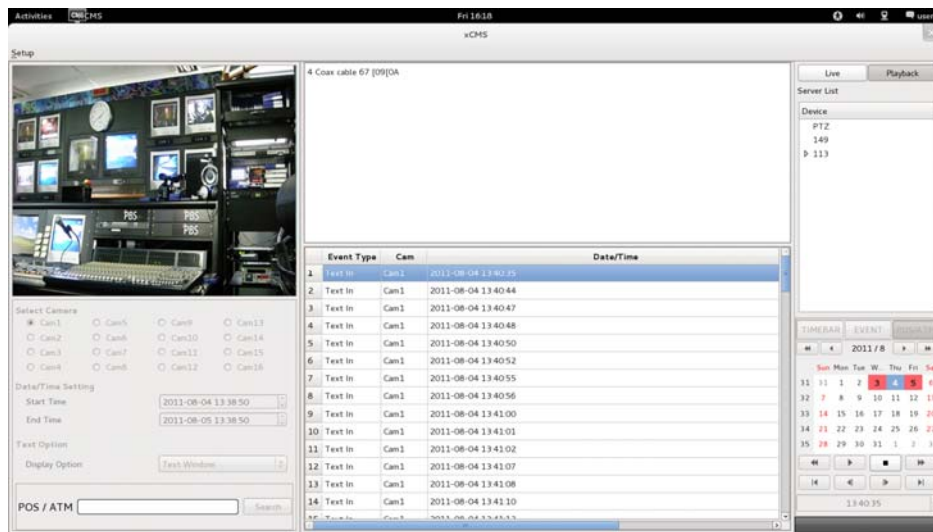 Activities CMS xCMS Fri 16:18 user
xCMS
Setup
4 Coax cable 67 [09[0A
Live Playback
Server List
Device
PTZ
149
113
PBS PBS
PBS
Event Type Cam Date/Time
1 Text In Cam1 2011-08-04 13:40:35
2 Text In Cam1 2011-08-04 13:40:44
3 Text In Cam1 2011-08-04 13:40:47
4 Text In Cam1 2011-08-04 13:40:48
5 Text In Cam1 2011-08-04 13:40:50
6 Text In Cam1 2011-08-04 13:40:52
7 Text In Cam1 2011-08-04 13:40:55
8 Text In Cam1 2011-08-04 13:40:56
9 Text In Cam1 2011-08-04 13:41:00
10 Text In Cam1 2011-08-04 13:41:01
11 Text In Cam1 2011-08-04 13:41:02
12 Text In Cam1 2011-08-04 13:41:07
13 Text In Cam1 2011-08-04 13:41:08
14 Text In Cam1 2011-08-04 13:41:10
Select Camera
Cam1 Cam5 Cam9 Cam13
Cam2 Cam6 Cam10 Cam14
Cam3 Cam7 Cam11 Cam15
Cam4 Cam8 Cam12 Cam16
Date/Time Setting
Start Time 2011-08-04 13:38:50
End Time 2011-08-05 13:38:50
Text Option
Display Option Text Window
POS / ATM Search
TIMEBAR EVENT
2011 / 8
Sun Mon Tue W... Thu Fri
31 31 1 2 3 4 5 6
32 7 8 9 10 11 12
33 14 15 16 17 18 19
34 21 22 23 24 25 26
35 28 29 30 31 1 2 3
13:40:35